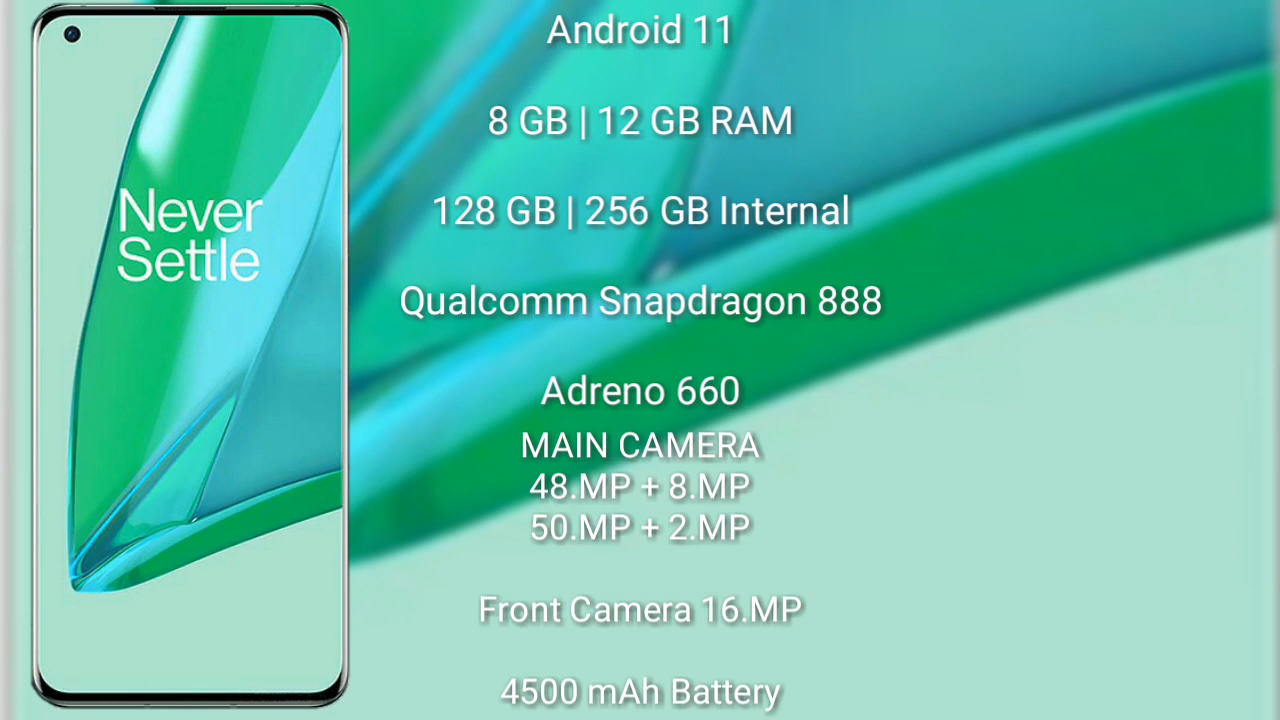 Never
Settle
Android 11
8 GB | 12 GB RAM
128 GB | 256 GB Internal
Qualcomm Snapdragon 888
Adreno 660
MAIN CAMERA
48.MP + 8.MP
50.MP + 2.MP
Front Camera 16.MP
4500 mAh Battery